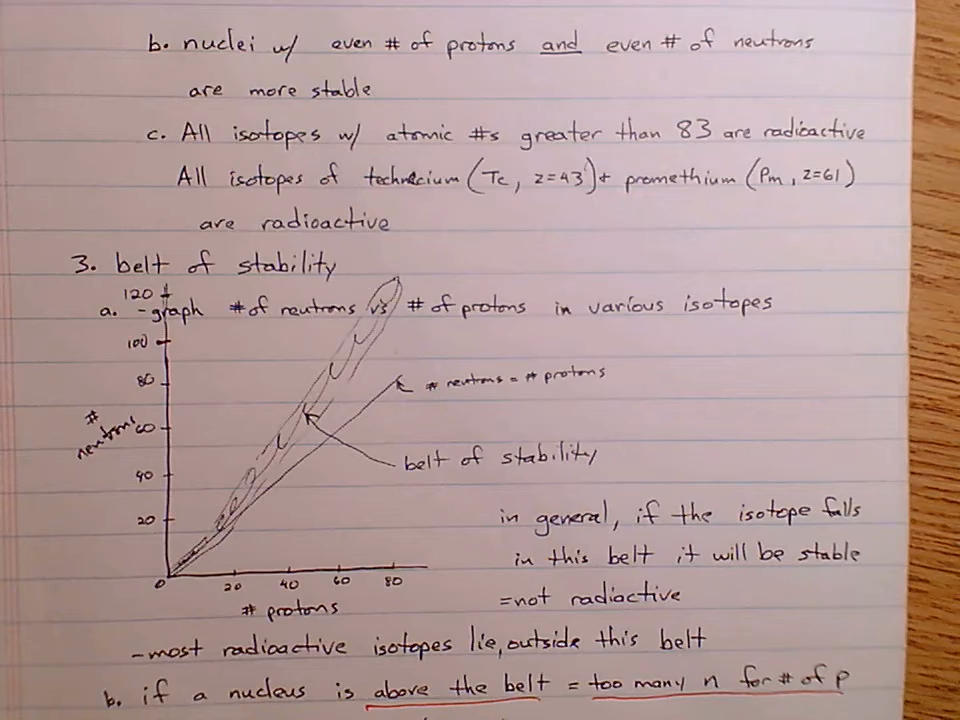 b. nuclei w/ even # of protons and even # of neutrons
are more stable
c. All isotopes w/ atomic #s greater than 83 are radioactive
All isotopes of technecium (Tc, z=43) + promethium (Pm, z=61)
are radioactive
3. belt of stability
a. - graph # of neutrons vs # of protons in various isotopes
120
100
80
60
40
20
0
# neutrons
# neutrons = # protons
belt of stability
20 40 60 80
# protons
in general, if the isotope falls
in this belt it will be stable
=not radiactive
-most radioactive isotopes lie, outside this belt
b. if a nucleus is above the belt = too many n for # of p